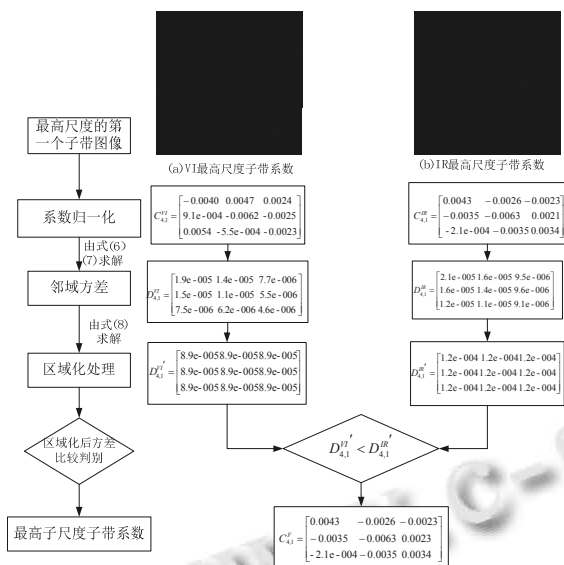 最高尺度的第
一个子带图像
系数归一化
由式(6)
(7)求解
邻域方差
由式(8)
求解
区域化处理
区域化后方差
比较判别
最高子尺度子带系数
(a)VI最高尺度子带系数
C_{4,1}^{VI} =
-0.0040 0.0047 0.0024
9.1e-004 -0.0062 -0.0025
0.0054 -5.5e-004 -0.0023
D_{4,1}^{VI} =
1.9e-005 1.4e-005 7.7e-006
1.5e-005 1.1e-005 5.5e-006
7.5e-006 6.2e-006 4.6e-006
D_{4,1}^{VI}′ =
8.9e-005 8.9e-005 8.9e-005
8.9e-005 8.9e-005 8.9e-005
8.9e-005 8.9e-005 8.9e-005
(b)IR最高尺度子带系数
C_{4,1}^{IR} =
0.0043 -0.0026 -0.0023
-0.0035 -0.0063 0.0021
-2.1e-004 -0.0035 0.0034
D_{4,1}^{IR} =
2.1e-005 1.6e-005 9.5e-006
1.6e-005 1.4e-005 9.6e-006
1.2e-005 1.1e-005 9.1e-006
D_{4,1}^{IR}′ =
1.2e-004 1.2e-004 1.2e-004
1.2e-004 1.2e-004 1.2e-004
1.2e-004 1.2e-004 1.2e-004
D_{4,1}^{VI}′ < D_{4,1}^{IR}′
C_{4,1}^{F} =
0.0043 -0.0026 -0.0023
-0.0035 -0.0063 0.0023
-2.1e-004 -0.0035 0.0034